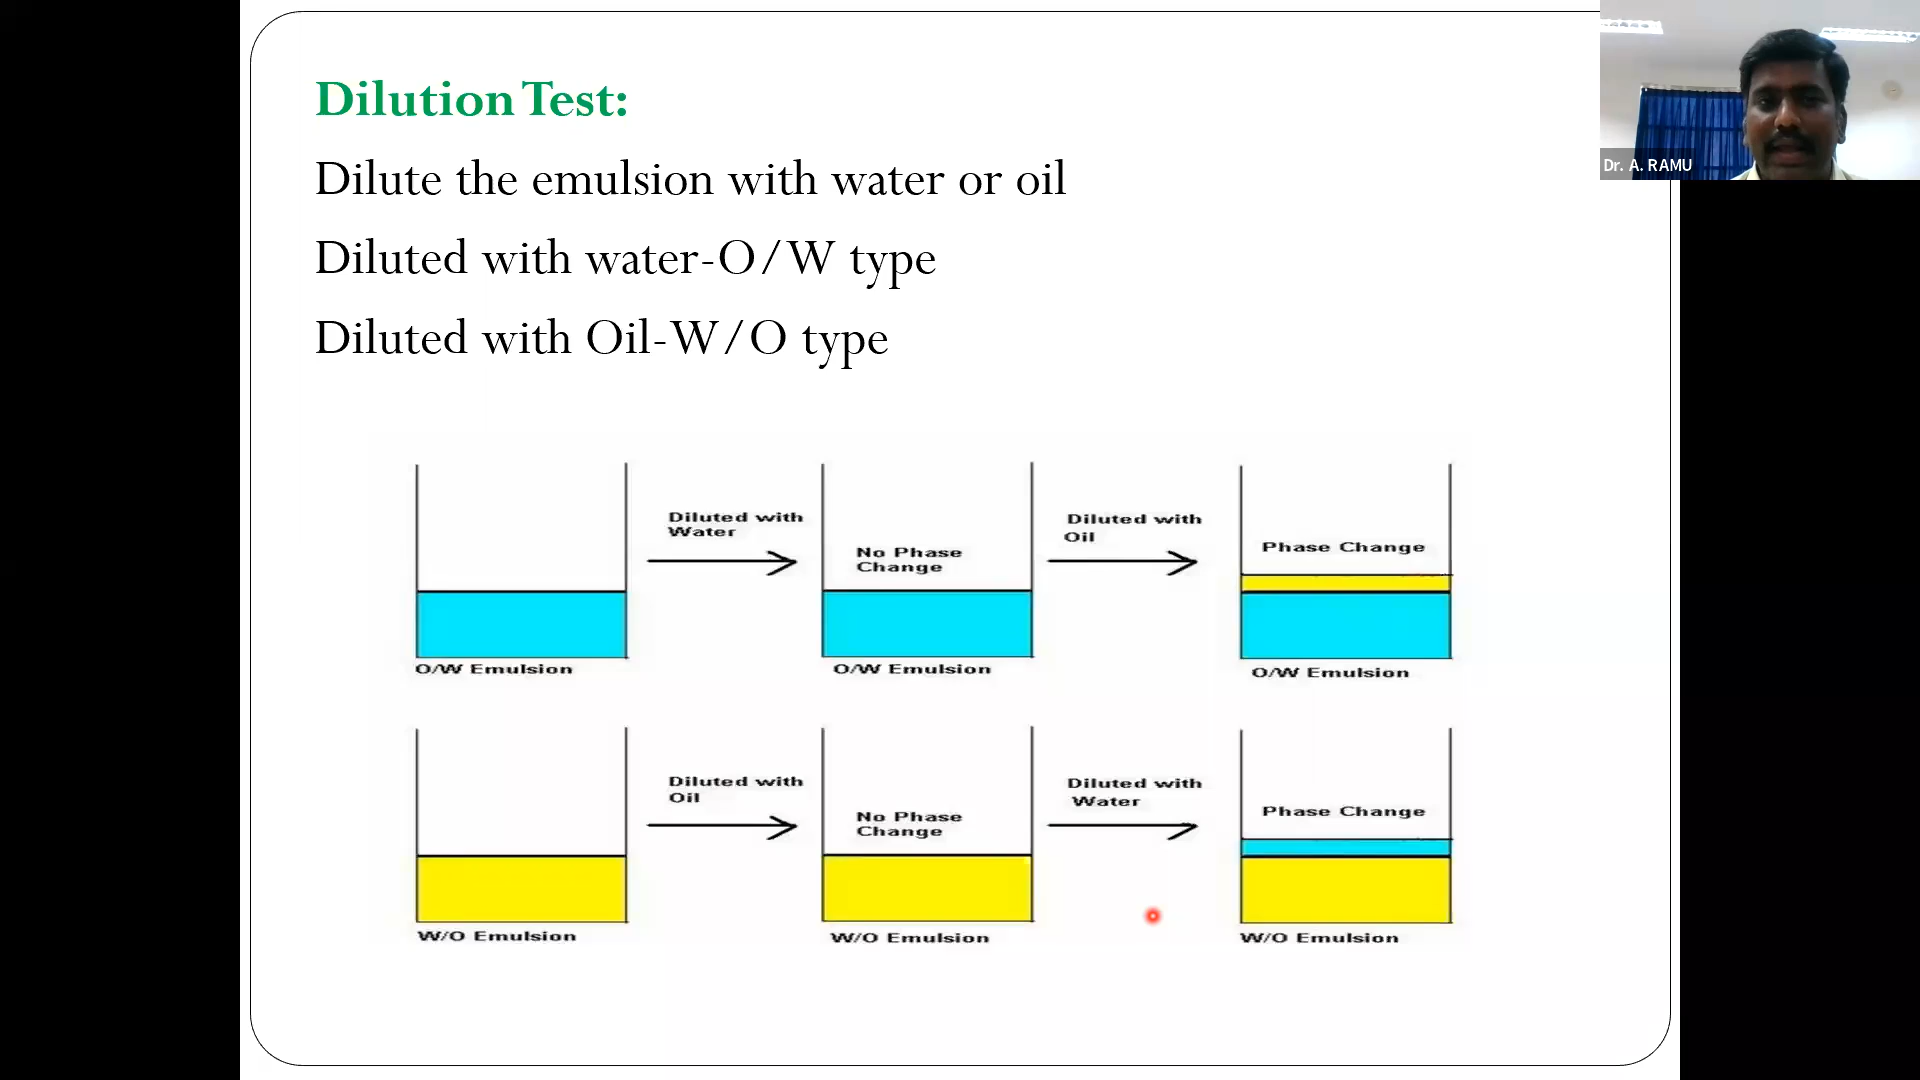 Dilution Test:
Dilute the emulsion with water or oil
Diluted with water-O/W type
Diluted with Oil-W/O type
Dr. A. RAMU
Diluted with
Water
No Phase
Change
Diluted with
Oil
Phase Change
O/W Emulsion
O/W Emulsion
O/W Emulsion
Diluted with
Oil
No Phase
Change
Diluted with
Water
Phase Change
W/O Emulsion
W/O Emulsion
W/O Emulsion